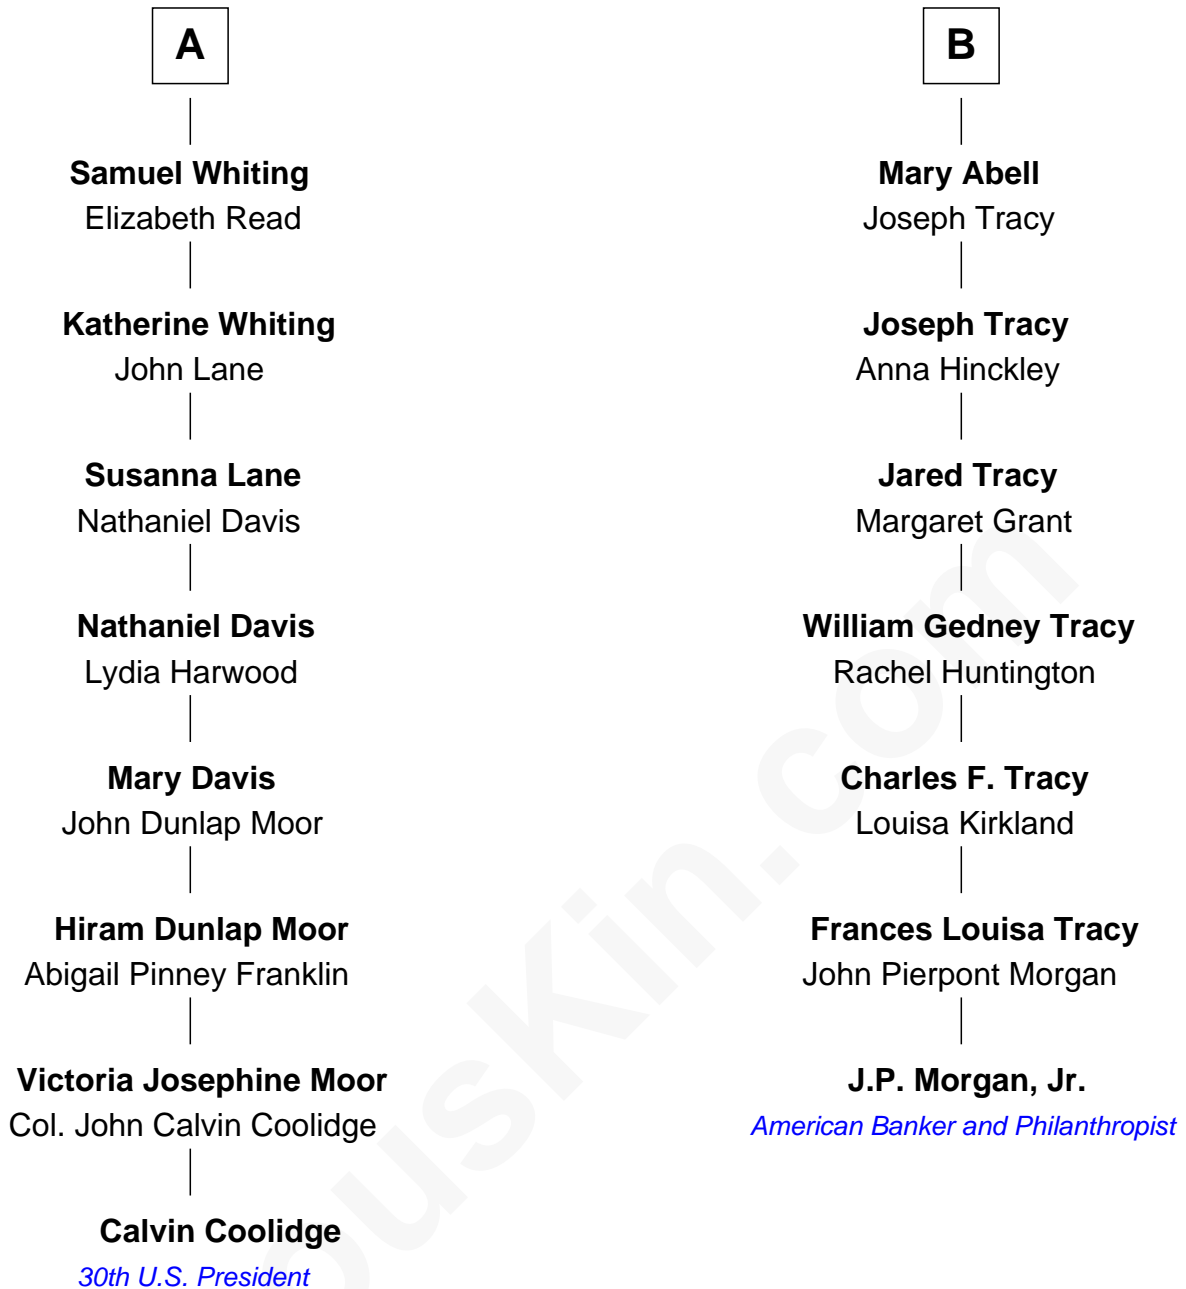 A
Samuel Whiting
Elizabeth Read
Katherine Whiting
John Lane
Susanna Lane
Nathaniel Davis
Nathaniel Davis
Lydia Harwood
Mary Davis
John Dunlap Moor
Hiram Dunlap Moor
Abigail Pinney Franklin
Victoria Josephine Moor
Col. John Calvin Coolidge
Calvin Coolidge
30th U.S. President
B
Mary Abell
Joseph Tracy
Joseph Tracy
Anna Hinckley
Jared Tracy
Margaret Grant
William Gedney Tracy
Rachel Huntington
Charles F. Tracy
Louisa Kirkland
Frances Louisa Tracy
John Pierpont Morgan
J.P. Morgan, Jr.
American Banker and Philanthropist
ousKin.com